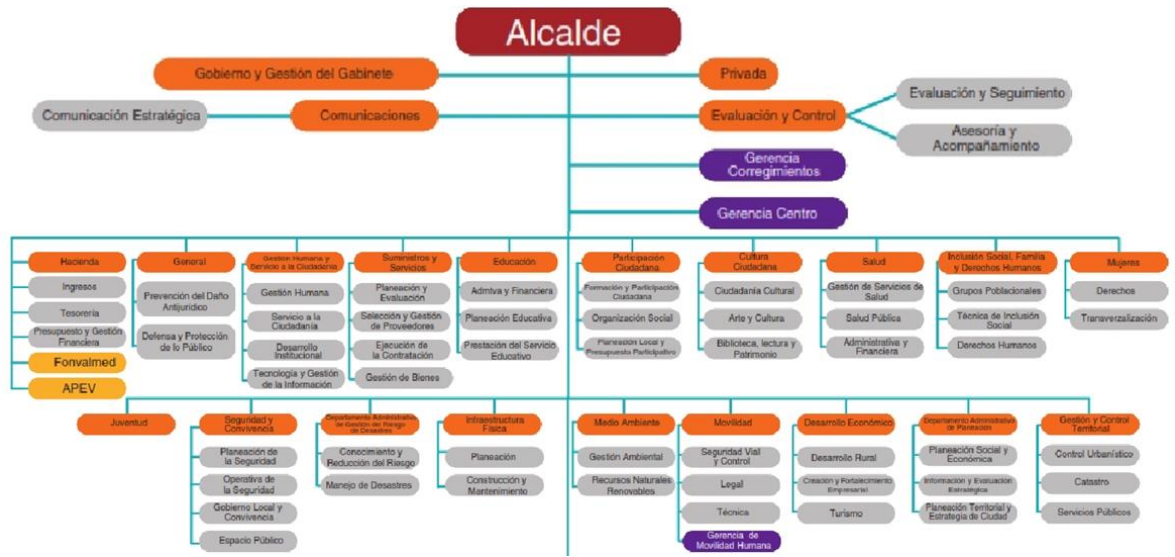 Alcalde
Gobierno y Gestión del Gabinete
Privada
Comunicación Estratégica
Comunicaciones
Evaluación y Control
Evaluación y Seguimiento
Asesoría y
Acompañamiento
Gerencia
Corregimientos
Gerencia Centro
Hacienda
Ingresos
Tesorería
Presupuesto y Gestión
Financiera
Fonvalmed
APEV
General
Prevención del Daño
Antijurídico
Defensa y Protección
de lo Público
Gestión Humana y
Servicio a la Ciudadanía
Gestión Humana
Servicio a la
Ciudadanía
Desarrollo
Institucional
Tecnología y Gestión
de la Información
Suministros y
Servicios
Planeación y
Evaluación
Selección y Gestión
de Proveedores
Ejecución de
la Contratación
Gestión de Bienes
Educación
Admtva y Financiera
Planeación Educativa
Prestación del Servicio
Educativo
Participación
Ciudadana
Formación y Participación
Ciudadana
Organización Social
Planeación Local y
Presupuesto Participativo
Cultura
Ciudadana
Ciudadanía Cultural
Arte y Cultura
Biblioteca, lectura y
Patrimonio
Salud
Gestión de Servicios de
Salud
Salud Pública
Administrativa y
Financiera
Inclusión Social, Familia
y Derechos Humanos
Grupos Poblacionales
Técnica de Inclusión
Social
Derechos Humanos
Mujeres
Derechos
Transverzalización
Juventud
Seguridad y
Convivencia
Planeación de
la Seguridad
Operativa de
la Seguridad
Gobierno Local y
Convivencia
Espacio Público
Departamento Administrativo
de Gestión del Riesgo
de Desastres
Conocimiento y
Reducción del Riesgo
Manejo de Desastres
Infraestructura
Física
Planeación
Construcción y
Mantenimiento
Medio Ambiente
Gestión Ambiental
Recursos Naturales
Renovables
Movilidad
Seguridad Vial
y Control
Legal
Técnica
Gerencia de
Movilidad Humana
Desarrollo Económico
Desarrollo Rural
Creación y Fortalecimiento
Empresarial
Turismo
Departamento Administrativo
de Planeación
Planeación Social y
Económica
Información y Evaluación
Estratégica
Planeación Territorial y
Estrategia de Ciudad
Gestión y Control
Territorial
Control Urbanístico
Catastro
Servicios Públicos